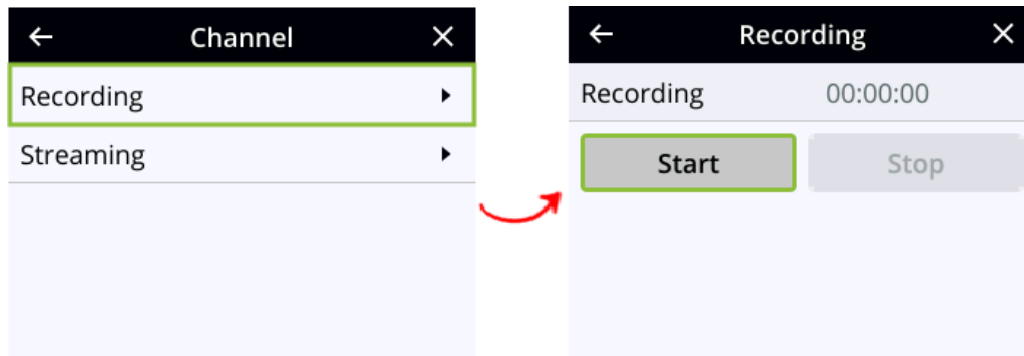 Channel
Recording
Streaming
Recording
Recording 00:00:00
Start Stop